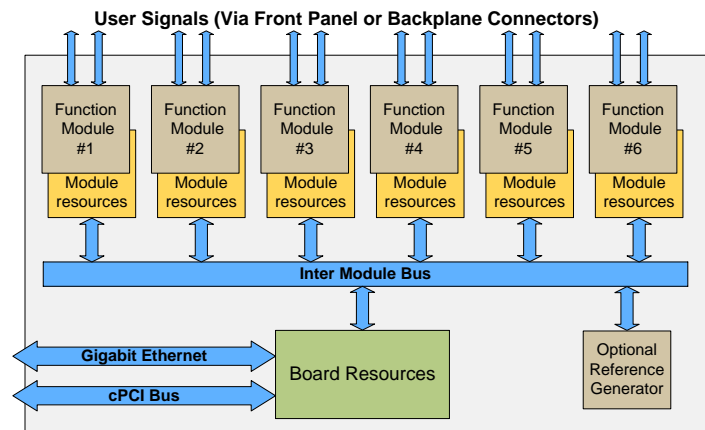 User Signals (Via Front Panel or Backplane Connectors)
Function
Module
#1
Module
resources
Function
Module
#2
Module
resources
Function
Module
#3
Module
resources
Function
Module
#4
Module
resources
Function
Module
#5
Module
resources
Function
Module
#6
Module
resources
Inter Module Bus
Gigabit Ethernet
cPCI Bus
Board Resources
Optional
Reference
Generator